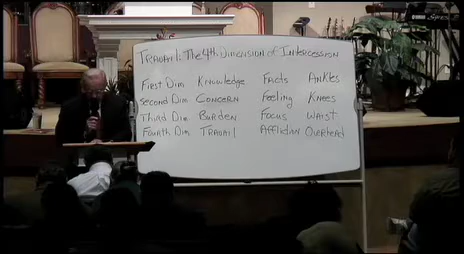 TRAVAIL: THE 4th DIMENSION OF INTERCESSION
First Dim KNOWLEDGE FACTS ANKLES
Second Dim CONCERN Feeling KNEES
Third Dim BURDEN FOCUS WAIST
Fourth Dim TRAVAIL AFFLICTION OVERHEAD